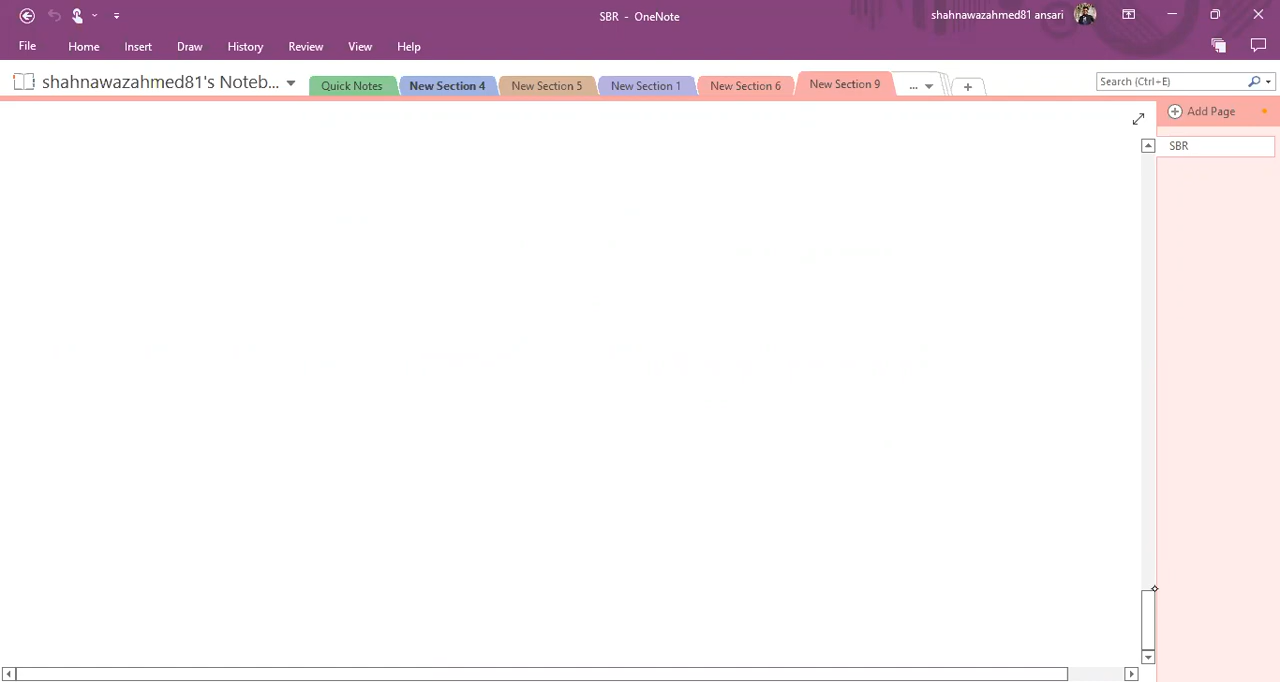 SBR - OneNote
shahnawazahmed81 ansari
File
Home
Insert
Draw
History
Review
View
Help
shahnawazahmed81's Noteb...
Quick Notes
New Section 4
New Section 5
New Section 1
New Section 6
New Section 9
...
Search (Ctrl+E)
Add Page
SBR